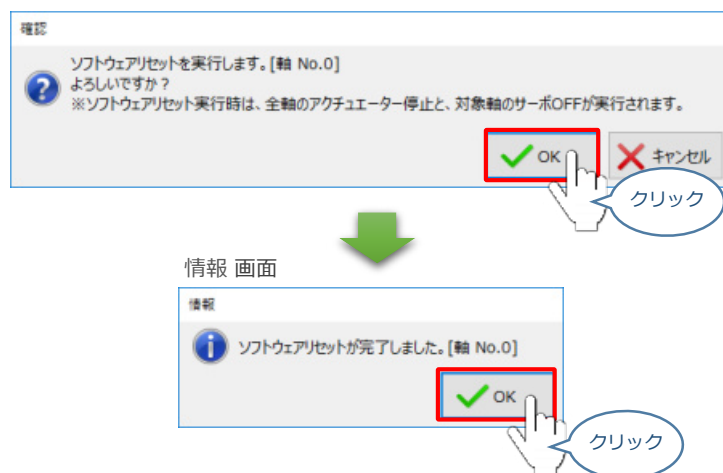 確認
ソフトウェアリセットを実行します。[軸 No.0]
よろしいですか？
※ソフトウェアリセット実行時は、全軸のアクチュエーター停止と、対象軸のサーボOFFが実行されます。
OK
キャンセル
クリック
情報 画面
情報
ソフトウェアリセットが完了しました。[軸 No.0]
OK
クリック